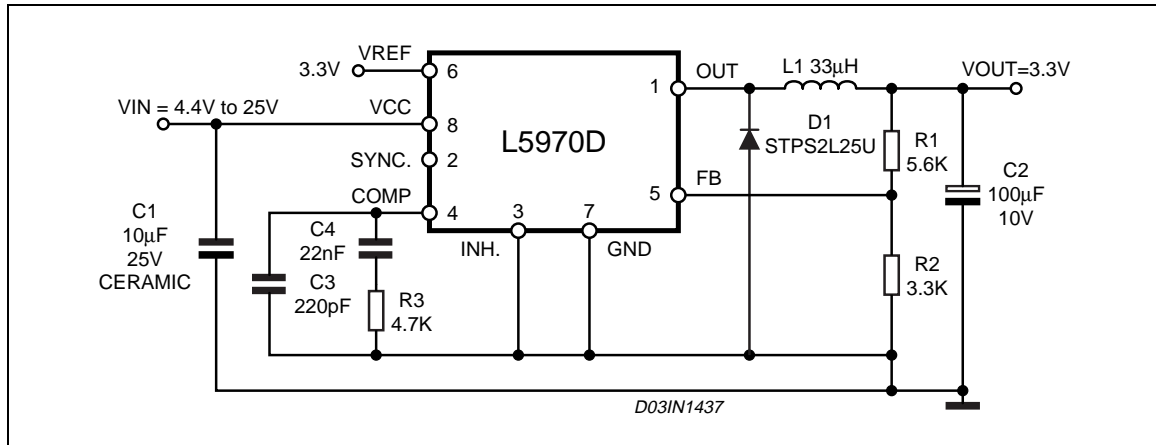 VREF
3.3V
6
VIN = 4.4V to 25V
VCC
8
SYNC.
2
COMP
4
L5970D
3
7
INH.
GND
1
OUT
5
FB
L1 33μH
VOUT=3.3V
D1
STPS2L25U
R1
5.6K
C2
100μF
10V
R2
3.3K
C1
10μF
25V
CERAMIC
C4
22nF
C3
220pF
R3
4.7K
D03IN1437